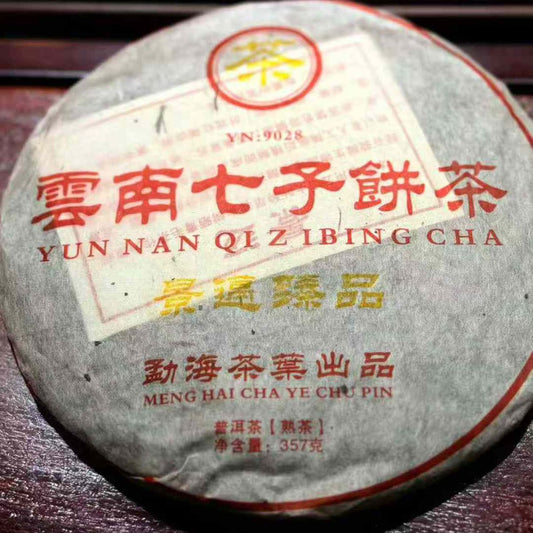 茶
YN:9028
雲南七子餅茶
YUN NAN QI Z IBING CHA
景邁臻品
勐海茶葉出品
MENG HAI CHA YE CHU PIN
普洱茶【熟茶】
净含量: 357克